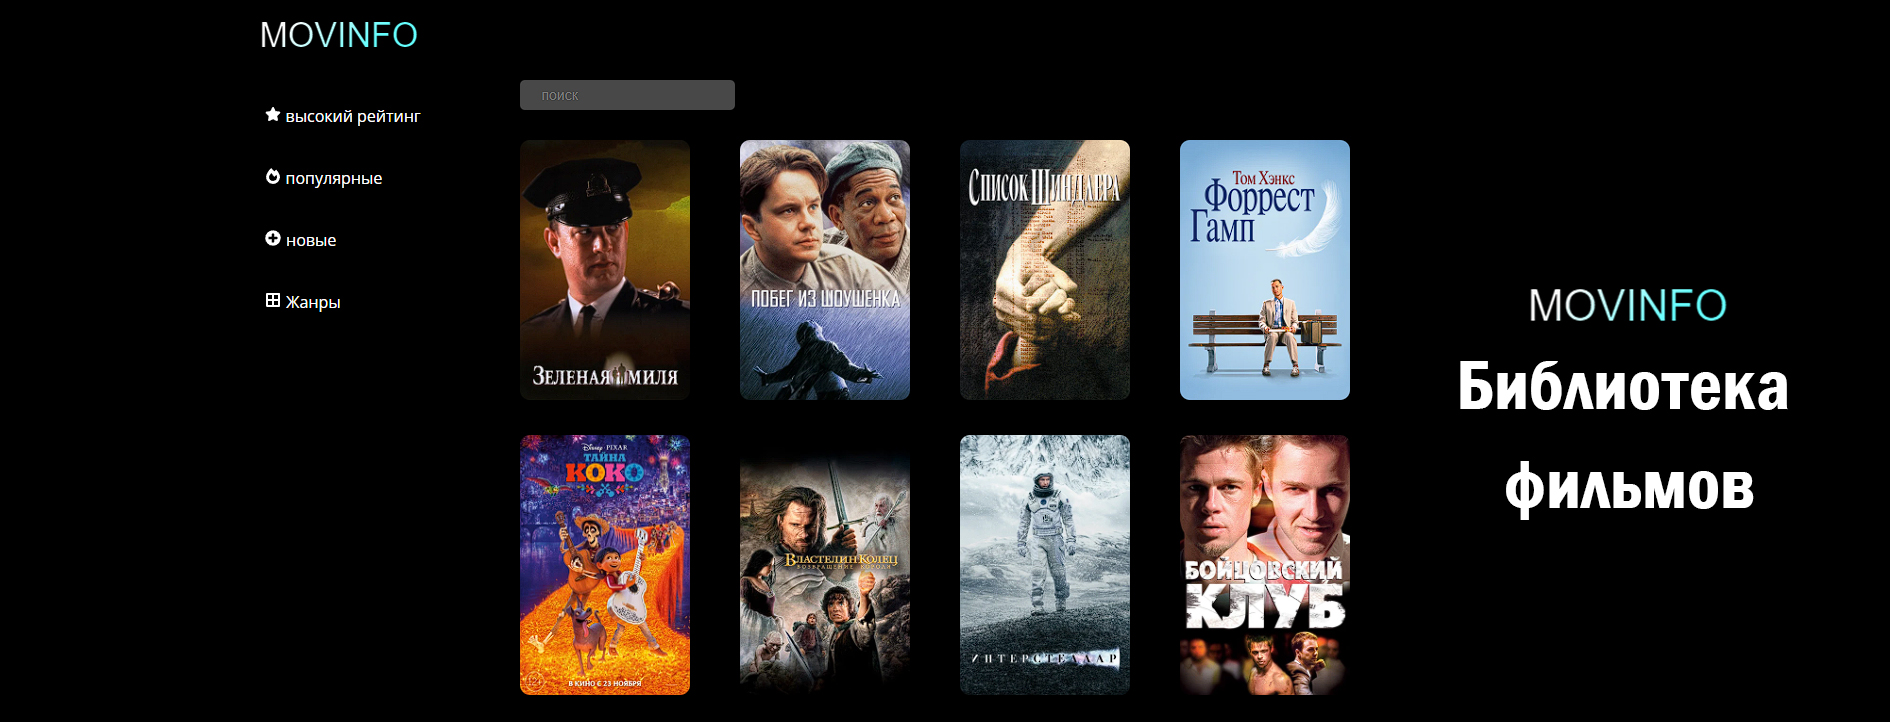 MOVINFO
поиск
высокий рейтинг
популярные
новые
Жанры
ЗЕЛЕНАЯ МИЛЯ
ПОБЕГ ИЗ ШОУШЕНКА
СПИСОК ШИНДЛЕРА
Том Хэнкс
Форрест
Гамп
Disney PIXAR
ТАЙНА
КОКО
В КИНО С 23 НОЯБРЯ
ВЛАСТЕЛИН КОЛЕЦ
ВОЗВРАЩЕНИЕ КОРОЛЯ
ИНТЕРСТЕЛЛАР
БОЙЦОВСКИЙ
КЛУБ
MOVINFO
Библиотека
фильмов